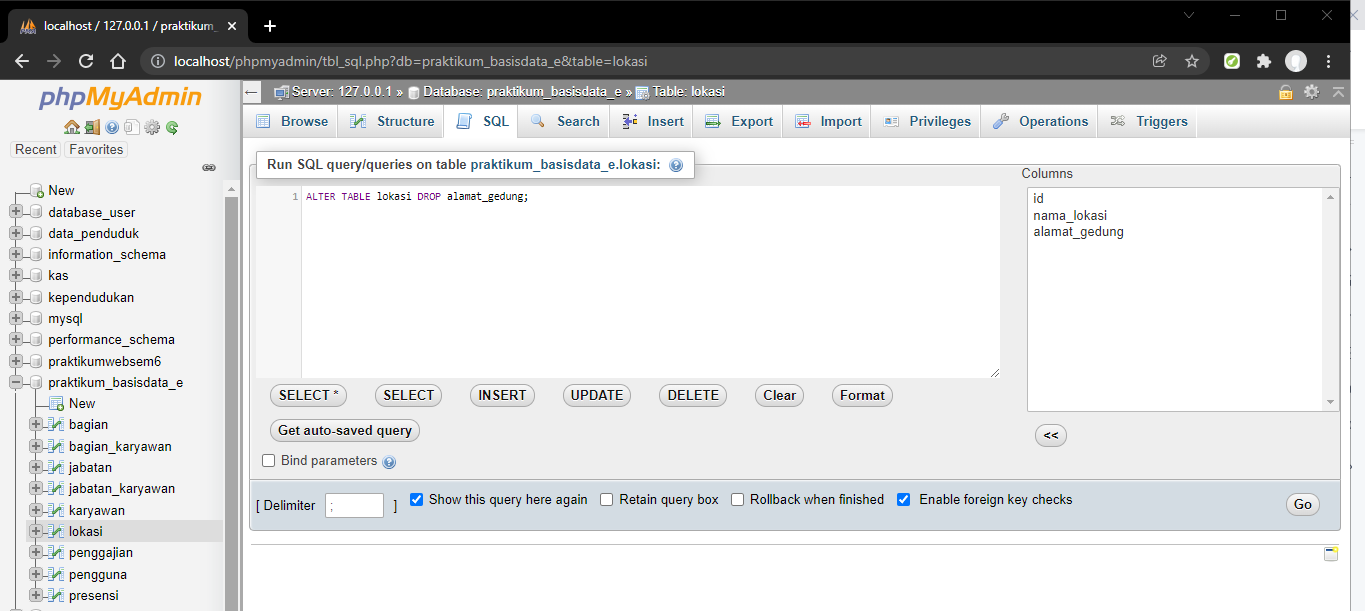 localhost / 127.0.0.1 / praktikum_
localhost/phpmyadmin/tbl_sql.php?db=praktikum_basisdata_e&table=lokasi
phpMyAdmin
Recent Favorites
New
database_user
data_penduduk
information_schema
kas
kependudukan
mysql
performance_schema
praktikumwebsem6
praktikum_basisdata_e
New
bagian
bagian_karyawan
jabatan
jabatan_karyawan
karyawan
lokasi
penggajian
pengguna
presensi
Server: 127.0.0.1 » Database: praktikum_basisdata_e » Table: lokasi
Browse Structure SQL Search Insert Export Import Privileges Operations Triggers
Run SQL query/queries on table praktikum_basisdata_e.lokasi:
1 ALTER TABLE lokasi DROP alamat_gedung;
Columns
id
nama_lokasi
alamat_gedung
SELECT * SELECT INSERT UPDATE DELETE Clear Format
Get auto-saved query
<<
Bind parameters
[ Delimiter ; ] Show this query here again Retain query box Rollback when finished Enable foreign key checks Go